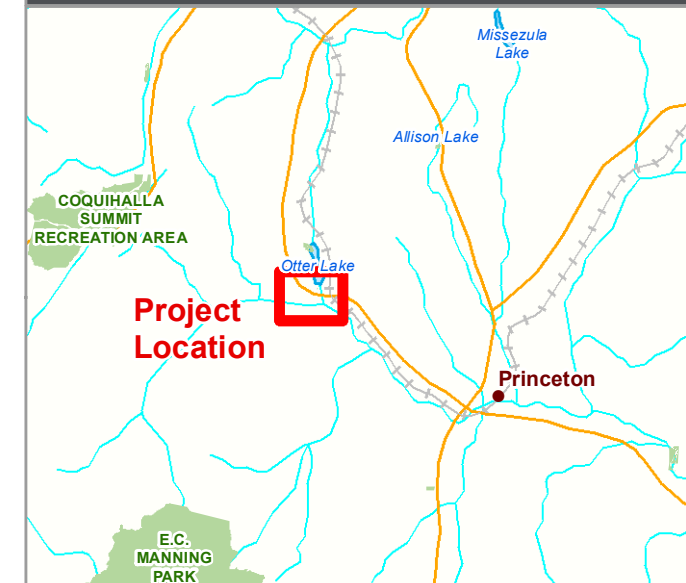 Missezula
Lake
Allison Lake
COQUIHALLA
SUMMIT
RECREATION AREA
Otter Lake
Project
Location
Princeton
E.C.
MANNING
PARK